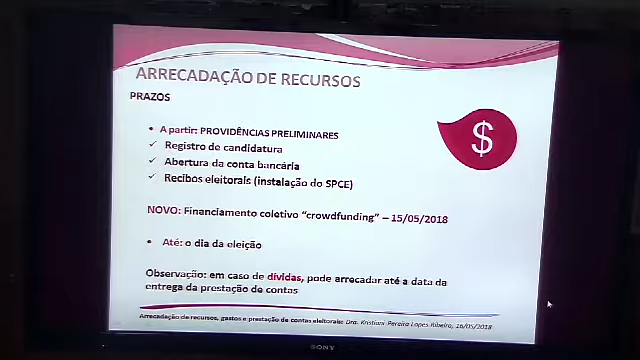 ARRECADAÇÃO DE RECURSOS
PRAZOS
$
• A partir: PROVIDÊNCIAS PRELIMINARES
✓ Registro de candidatura
✓ Abertura da conta bancária
✓ Recibos eleitorais (instalação do SPCE)
NOVO: Financiamento coletivo "crowdfunding" – 15/05/2018
• Até: o dia da eleição
Observação: em caso de dívidas, pode arrecadar até a data da
entrega da prestação de contas
Arrecadação de recursos, gastos e prestação de contas eleitorais: Dra. Kristiani Pereira Lopes Ribeiro, 16/05/2018
SONY